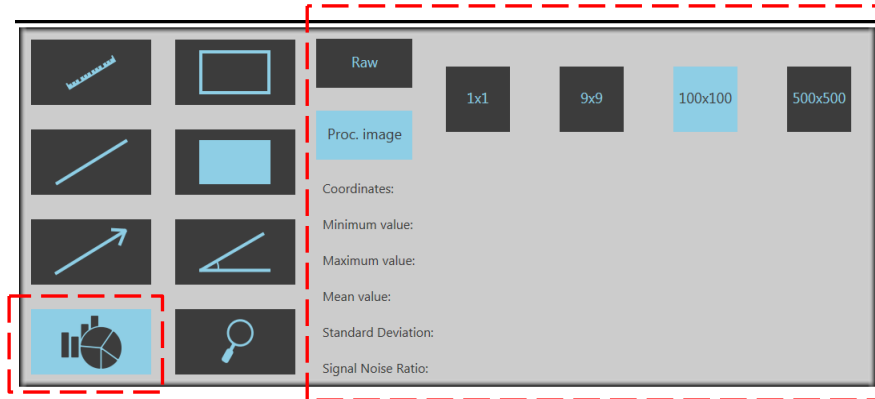 Raw
1x1
9x9
100x100
500x500
Proc. image
Coordinates:
Minimum value:
Maximum value:
Mean value:
Standard Deviation:
Signal Noise Ratio: